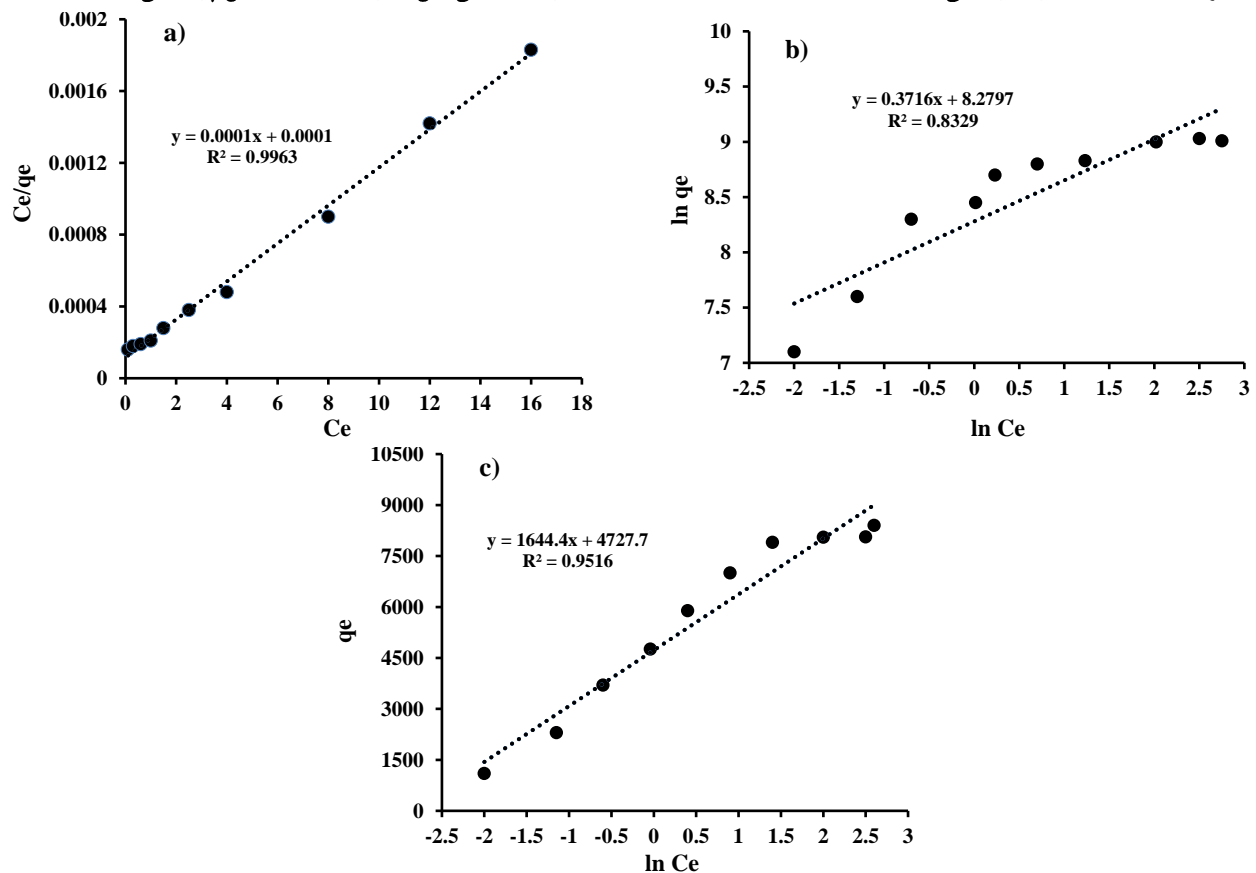 a)
0.002
0.0016
0.0012
0.0008
0.0004
0
Ce/qe
y = 0.0001x + 0.0001
R² = 0.9963
0 2 4 6 8 10 12 14 16 18
Ce
b)
10
9.5
9
8.5
8
7.5
7
ln qe
y = 0.3716x + 8.2797
R² = 0.8329
-2.5 -2 -1.5 -1 -0.5 0 0.5 1 1.5 2 2.5 3
ln Ce
c)
10500
9000
7500
6000
4500
3000
1500
0
qe
y = 1644.4x + 4727.7
R² = 0.9516
-2.5 -2 -1.5 -1 -0.5 0 0.5 1 1.5 2 2.5 3
ln Ce